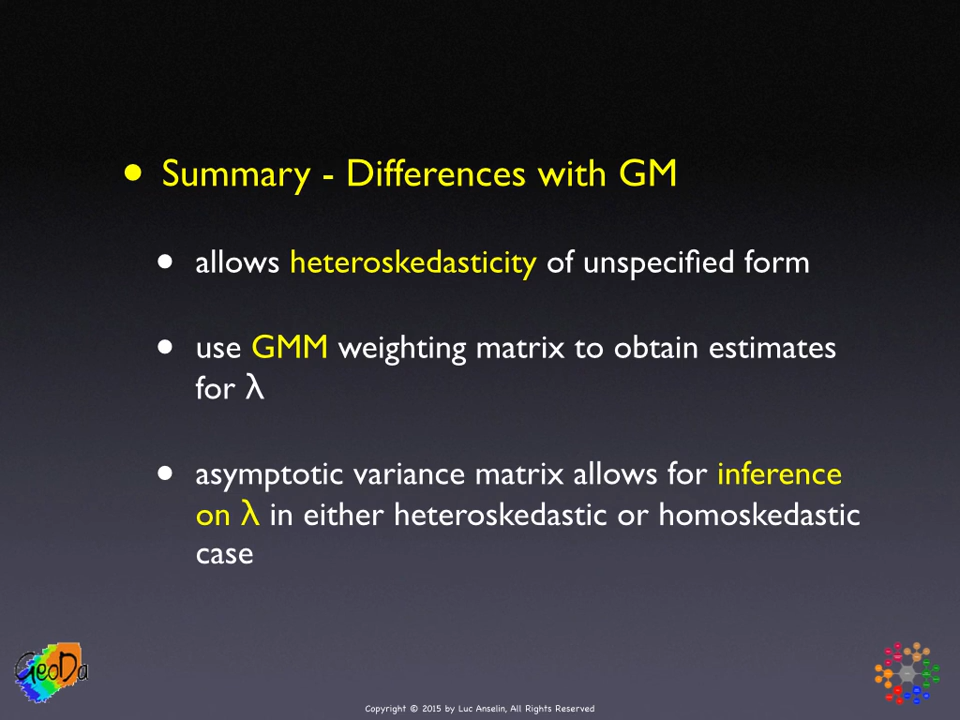 • Summary - Differences with GM
• allows heteroskedasticity of unspecified form
• use GMM weighting matrix to obtain estimates
for λ
• asymptotic variance matrix allows for inference
on λ in either heteroskedastic or homoskedastic
case
GeoDa
Copyright © 2015 by Luc Anselin, All Rights Reserved